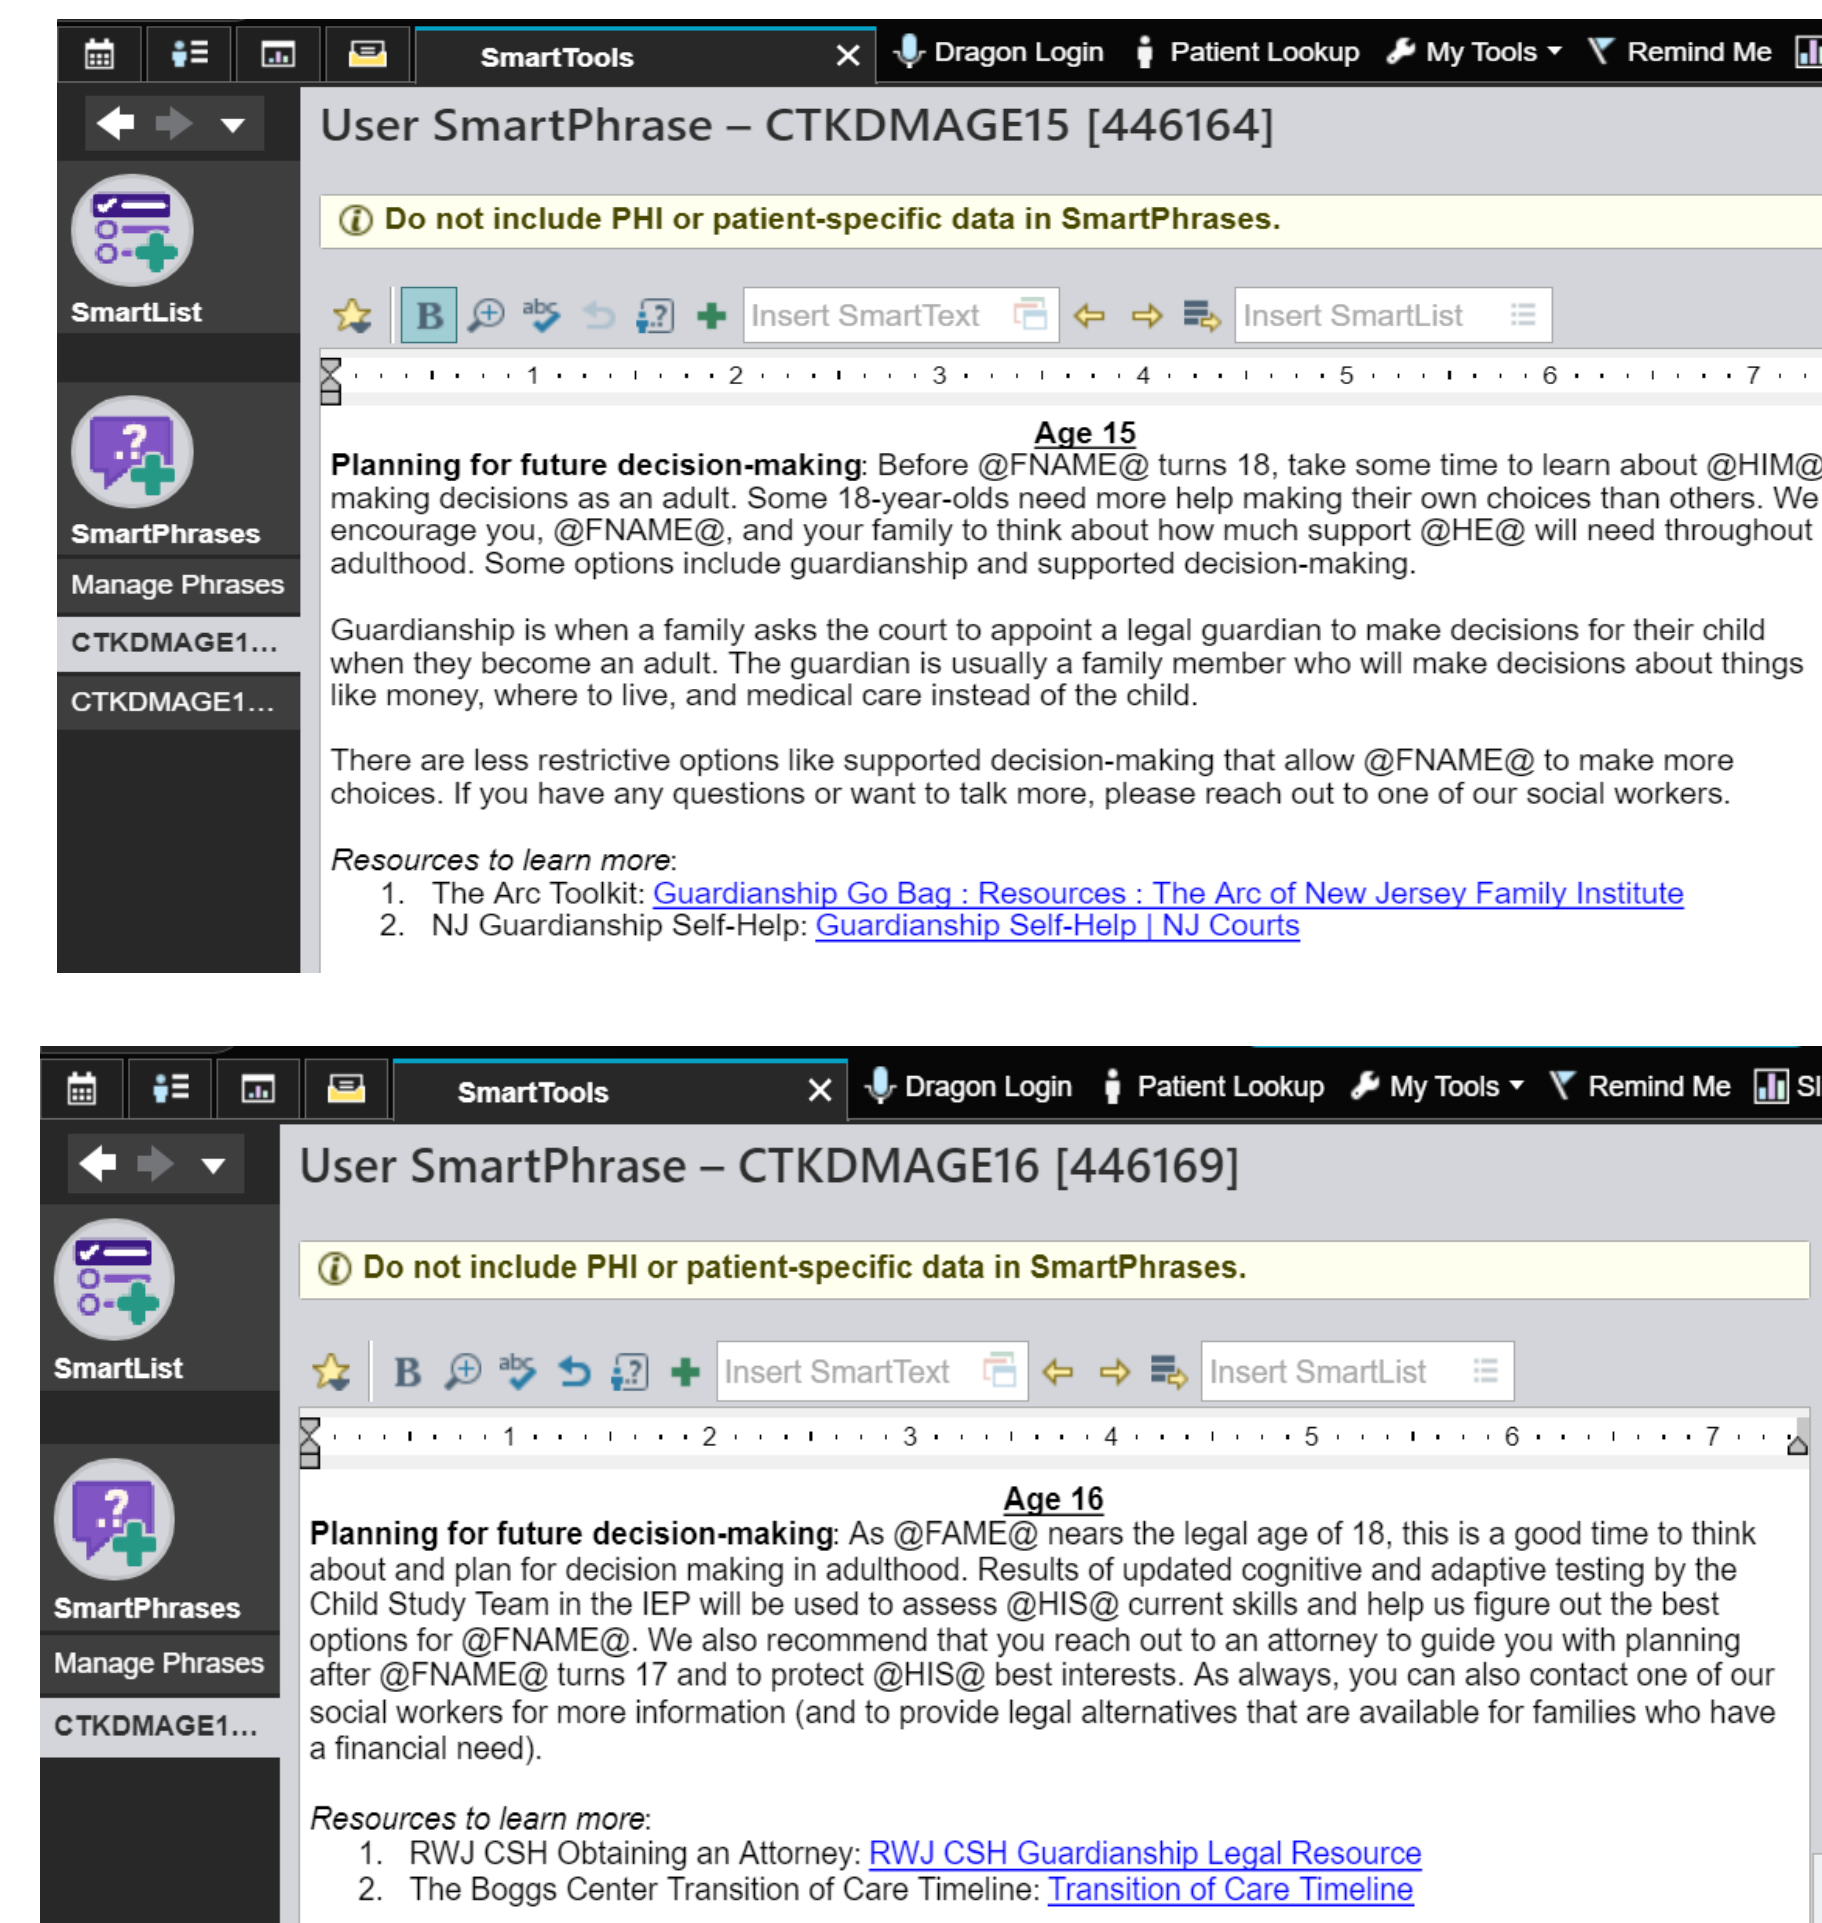 SmartTools
Dragon Login
Patient Lookup
My Tools
Remind Me
User SmartPhrase – CTKDMAGE15 [446164]
Do not include PHI or patient-specific data in SmartPhrases.
SmartList
B
abc
Insert SmartText
Insert SmartList
1 2 3 4 5 6 7
SmartPhrases
Manage Phrases
CTKDMAGE1...
CTKDMAGE1...
Age 15
Planning for future decision-making: Before @FNAME@ turns 18, take some time to learn about @HIM@
making decisions as an adult. Some 18-year-olds need more help making their own choices than others. We
encourage you, @FNAME@, and your family to think about how much support @HE@ will need throughout
adulthood. Some options include guardianship and supported decision-making.
Guardianship is when a family asks the court to appoint a legal guardian to make decisions for their child
when they become an adult. The guardian is usually a family member who will make decisions about things
like money, where to live, and medical care instead of the child.
There are less restrictive options like supported decision-making that allow @FNAME@ to make more
choices. If you have any questions or want to talk more, please reach out to one of our social workers.
Resources to learn more:
1. The Arc Toolkit: Guardianship Go Bag : Resources : The Arc of New Jersey Family Institute
2. NJ Guardianship Self-Help: Guardianship Self-Help | NJ Courts
SmartTools
Dragon Login
Patient Lookup
My Tools
Remind Me
User SmartPhrase – CTKDMAGE16 [446169]
Do not include PHI or patient-specific data in SmartPhrases.
SmartList
B
abc
Insert SmartText
Insert SmartList
1 2 3 4 5 6 7
SmartPhrases
Manage Phrases
CTKDMAGE1...
Age 16
Planning for future decision-making: As @FAME@ nears the legal age of 18, this is a good time to think
about and plan for decision making in adulthood. Results of updated cognitive and adaptive testing by the
Child Study Team in the IEP will be used to assess @HIS@ current skills and help us figure out the best
options for @FNAME@. We also recommend that you reach out to an attorney to guide you with planning
after @FNAME@ turns 17 and to protect @HIS@ best interests. As always, you can also contact one of our
social workers for more information (and to provide legal alternatives that are available for families who have
a financial need).
Resources to learn more:
1. RWJ CSH Obtaining an Attorney: RWJ CSH Guardianship Legal Resource
2. The Boggs Center Transition of Care Timeline: Transition of Care Timeline